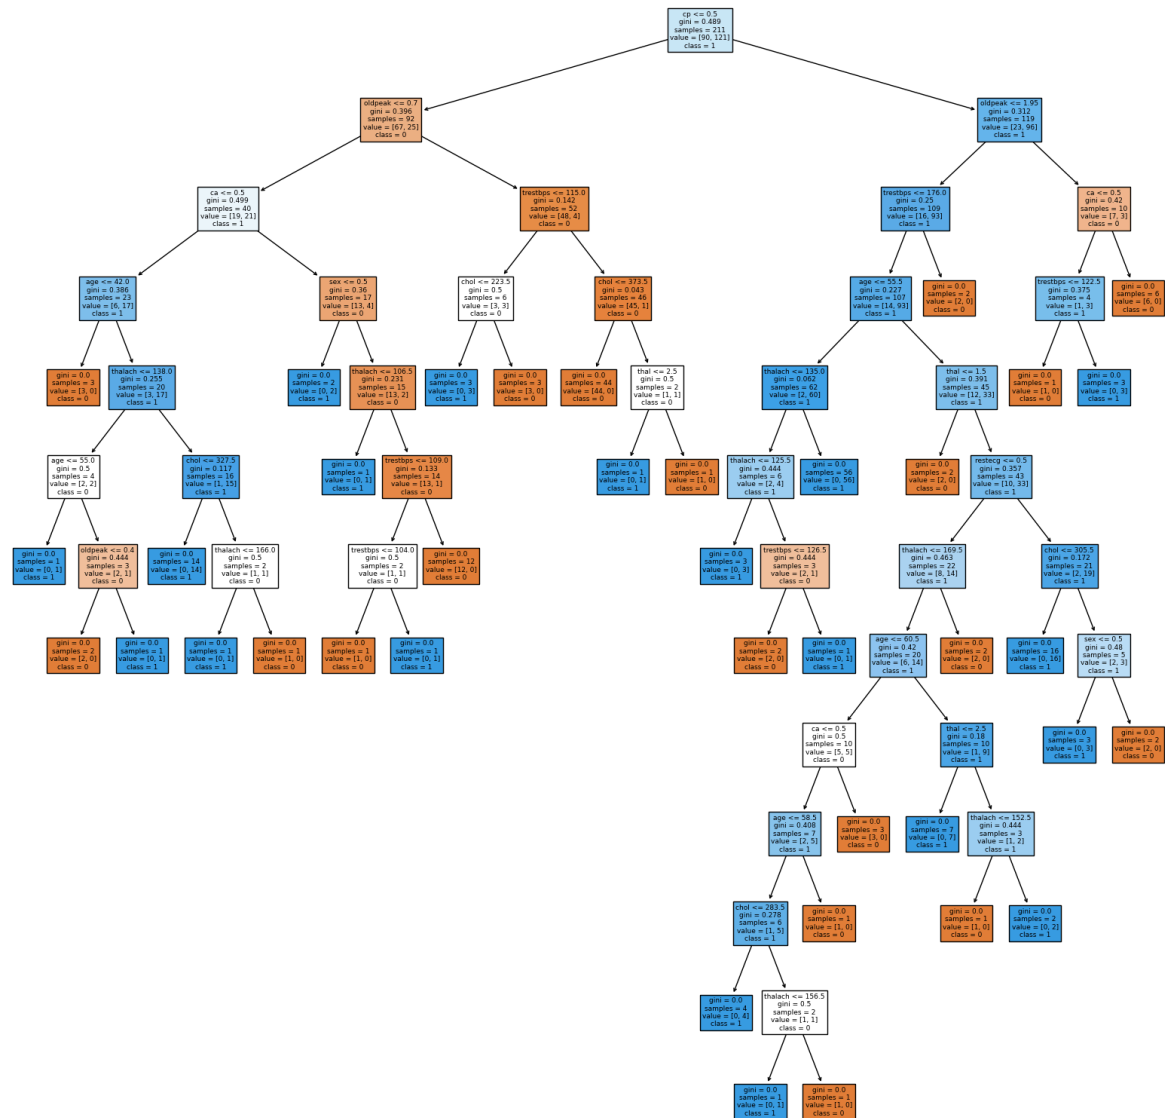 cp <= 0.5
gini = 0.489
samples = 211
value = [90, 121]
class = 1
oldpeak <= 0.7
gini = 0.396
samples = 92
value = [67, 25]
class = 0
oldpeak <= 1.95
gini = 0.312
samples = 119
value = [23, 96]
class = 1
ca <= 0.5
gini = 0.499
samples = 40
value = [19, 21]
class = 1
trestbps <= 115.0
gini = 0.142
samples = 52
value = [48, 4]
class = 0
trestbps <= 176.0
gini = 0.25
samples = 109
value = [16, 93]
class = 1
ca <= 0.5
gini = 0.42
samples = 10
value = [7, 3]
class = 0
age <= 42.0
gini = 0.386
samples = 23
value = [6, 17]
class = 1
sex <= 0.5
gini = 0.36
samples = 17
value = [13, 4]
class = 0
chol <= 223.5
gini = 0.5
samples = 6
value = [3, 3]
class = 0
chol <= 373.5
gini = 0.043
samples = 46
value = [45, 1]
class = 0
age <= 55.5
gini = 0.227
samples = 107
value = [14, 93]
class = 1
gini = 0.0
samples = 2
value = [2, 0]
class = 0
trestbps <= 122.5
gini = 0.375
samples = 4
value = [1, 3]
class = 1
gini = 0.0
samples = 6
value = [6, 0]
class = 0
gini = 0.0
samples = 3
value = [3, 0]
class = 0
thalach <= 138.0
gini = 0.255
samples = 20
value = [3, 17]
class = 1
gini = 0.0
samples = 2
value = [0, 2]
class = 1
thalach <= 106.5
gini = 0.231
samples = 15
value = [13, 2]
class = 0
gini = 0.0
samples = 3
value = [0, 3]
class = 1
gini = 0.0
samples = 3
value = [3, 0]
class = 0
gini = 0.0
samples = 44
value = [44, 0]
class = 0
thal <= 2.5
gini = 0.5
samples = 2
value = [1, 1]
class = 0
thalach <= 135.0
gini = 0.062
samples = 62
value = [2, 60]
class = 1
thal <= 1.5
gini = 0.391
samples = 45
value = [12, 33]
class = 1
gini = 0.0
samples = 1
value = [1, 0]
class = 0
gini = 0.0
samples = 3
value = [0, 3]
class = 1
age <= 55.0
gini = 0.5
samples = 4
value = [2, 2]
class = 0
chol <= 327.5
gini = 0.117
samples = 16
value = [1, 15]
class = 1
gini = 0.0
samples = 1
value = [0, 1]
class = 1
trestbps <= 109.0
gini = 0.133
samples = 14
value = [13, 1]
class = 0
gini = 0.0
samples = 1
value = [0, 1]
class = 1
gini = 0.0
samples = 1
value = [1, 0]
class = 0
thalach <= 125.5
gini = 0.444
samples = 6
value = [2, 4]
class = 1
gini = 0.0
samples = 56
value = [0, 56]
class = 1
gini = 0.0
samples = 2
value = [2, 0]
class = 0
restecg <= 0.5
gini = 0.357
samples = 43
value = [10, 33]
class = 1
gini = 0.0
samples = 1
value = [0, 1]
class = 1
oldpeak <= 0.4
gini = 0.444
samples = 3
value = [2, 1]
class = 0
gini = 0.0
samples = 14
value = [0, 14]
class = 1
thalach <= 166.0
gini = 0.5
samples = 2
value = [1, 1]
class = 0
trestbps <= 104.0
gini = 0.5
samples = 2
value = [1, 1]
class = 0
gini = 0.0
samples = 12
value = [12, 0]
class = 0
gini = 0.0
samples = 3
value = [0, 3]
class = 1
trestbps <= 126.5
gini = 0.444
samples = 3
value = [2, 1]
class = 0
thalach <= 169.5
gini = 0.463
samples = 22
value = [8, 14]
class = 1
chol <= 305.5
gini = 0.172
samples = 21
value = [2, 19]
class = 1
gini = 0.0
samples = 2
value = [2, 0]
class = 0
gini = 0.0
samples = 1
value = [0, 1]
class = 1
gini = 0.0
samples = 1
value = [0, 1]
class = 1
gini = 0.0
samples = 1
value = [1, 0]
class = 0
gini = 0.0
samples = 1
value = [1, 0]
class = 0
gini = 0.0
samples = 1
value = [0, 1]
class = 1
gini = 0.0
samples = 2
value = [2, 0]
class = 0
gini = 0.0
samples = 1
value = [0, 1]
class = 1
age <= 60.5
gini = 0.42
samples = 20
value = [6, 14]
class = 1
gini = 0.0
samples = 2
value = [2, 0]
class = 0
gini = 0.0
samples = 16
value = [0, 16]
class = 1
sex <= 0.5
gini = 0.48
samples = 5
value = [2, 3]
class = 1
ca <= 0.5
gini = 0.5
samples = 10
value = [5, 5]
class = 0
thal <= 2.5
gini = 0.18
samples = 10
value = [1, 9]
class = 1
gini = 0.0
samples = 3
value = [0, 3]
class = 1
gini = 0.0
samples = 2
value = [2, 0]
class = 0
age <= 58.5
gini = 0.408
samples = 7
value = [2, 5]
class = 1
gini = 0.0
samples = 3
value = [3, 0]
class = 0
gini = 0.0
samples = 7
value = [0, 7]
class = 1
thalach <= 152.5
gini = 0.444
samples = 3
value = [1, 2]
class = 1
chol <= 283.5
gini = 0.278
samples = 6
value = [1, 5]
class = 1
gini = 0.0
samples = 1
value = [1, 0]
class = 0
gini = 0.0
samples = 1
value = [1, 0]
class = 0
gini = 0.0
samples = 2
value = [0, 2]
class = 1
gini = 0.0
samples = 4
value = [0, 4]
class = 1
thalach <= 156.5
gini = 0.5
samples = 2
value = [1, 1]
class = 0
gini = 0.0
samples = 1
value = [0, 1]
class = 1
gini = 0.0
samples = 1
value = [1, 0]
class = 0